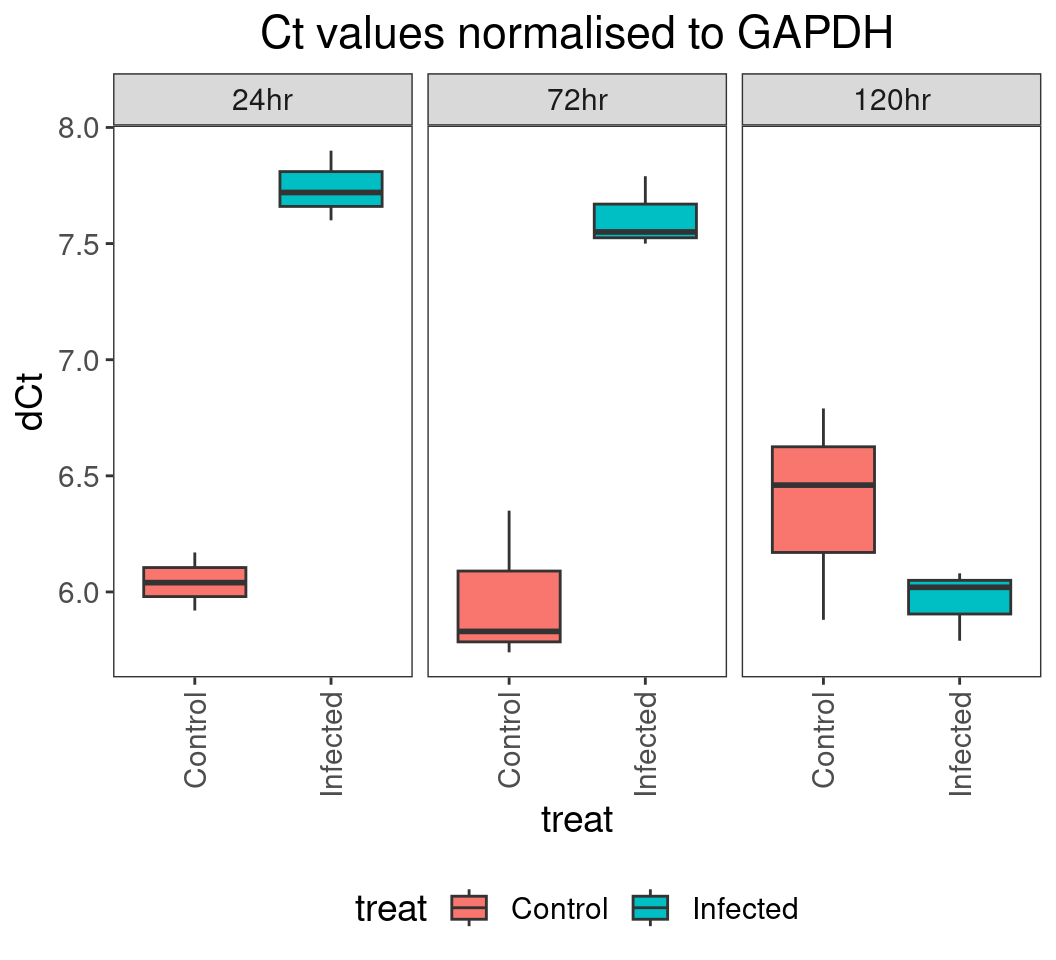 Ct values normalised to GAPDH
24hr 72hr 120hr
8.0
7.5
7.0
6.5
6.0
dCt
Control Infected Control Infected Control Infected
treat
treat Control Infected